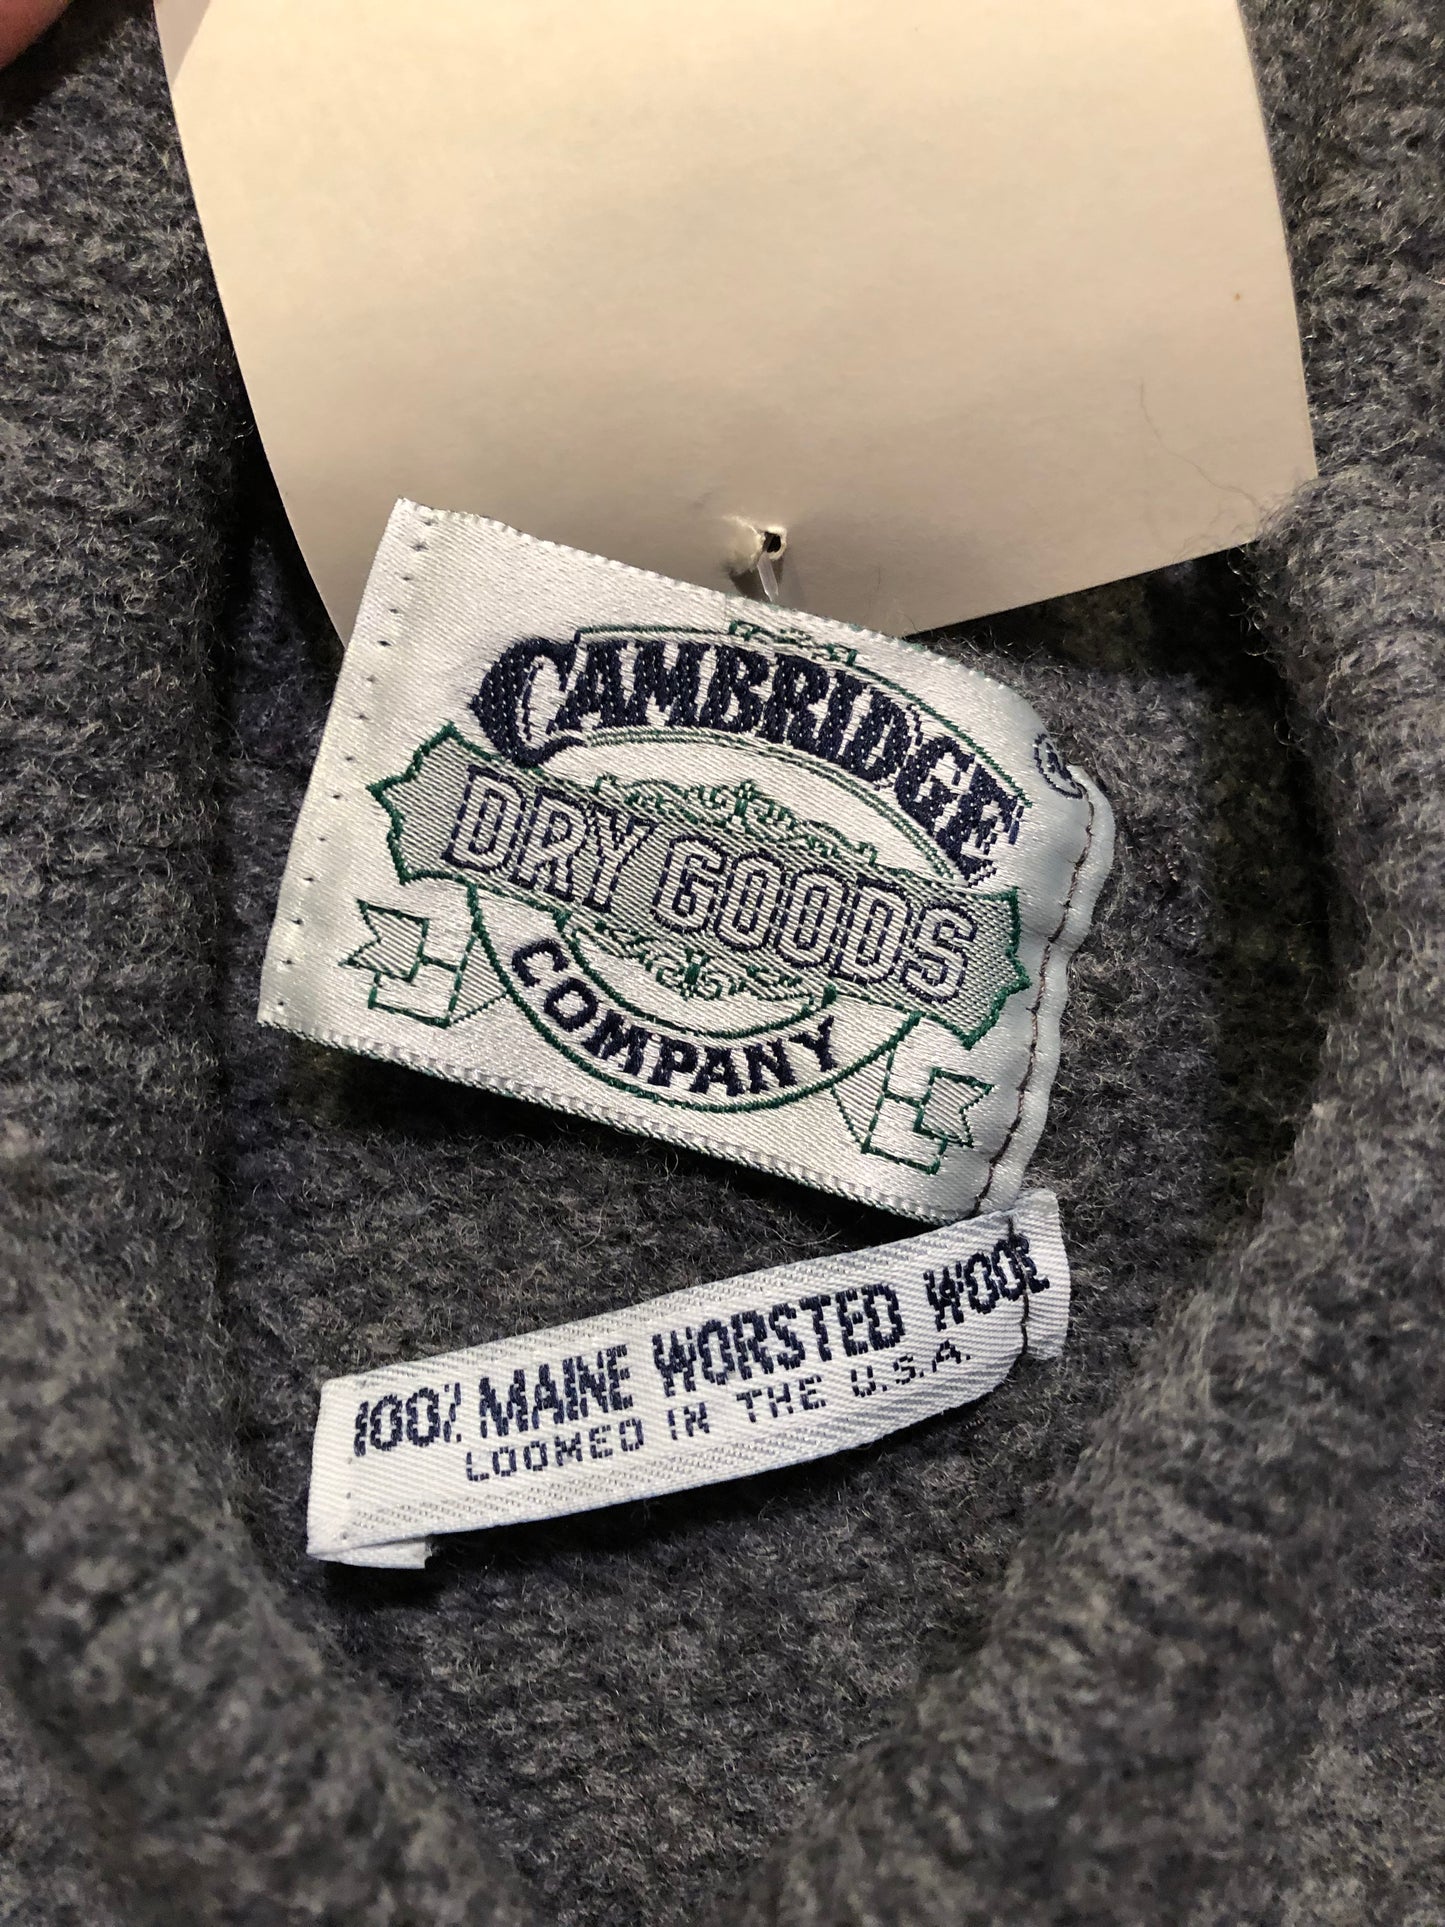 CAMBRIDGE ®
DRY GOODS
COMPANY
100% MAINE WORSTED WOOL
LOOMED IN THE U.S.A.